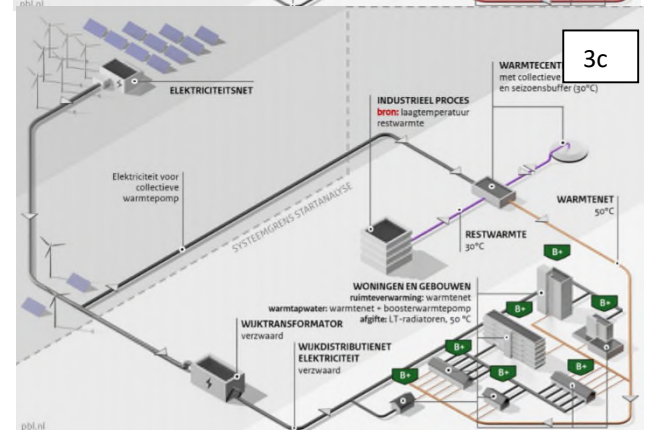 pbl.nl
3c
ELEKTRICITEITSNET
INDUSTRIEEL PROCES
bron: laagtemperatuur
restwarmte
WARMTECENT
met collectieve
en seizoensbuffer (30°C)
Elektriciteit voor
collectieve
warmtepomp
SYSTEEMGRENS STARTANALYSE
WARMTENET
50°C
RESTWARMTE
30°C
WONINGEN EN GEBOUWEN
ruimteverwarming: warmtenet
warmtapwater: warmtenet + boosterwarmtepomp
afgifte: LT-radiatoren, 50 °C
WIJKTRANSFORMATOR
verzwaard
WIJKDISTRIBUTIENET
ELEKTRICITEIT
verzwaard
B+
B+
B+
B+
B+
B+
B+
pbl.nl